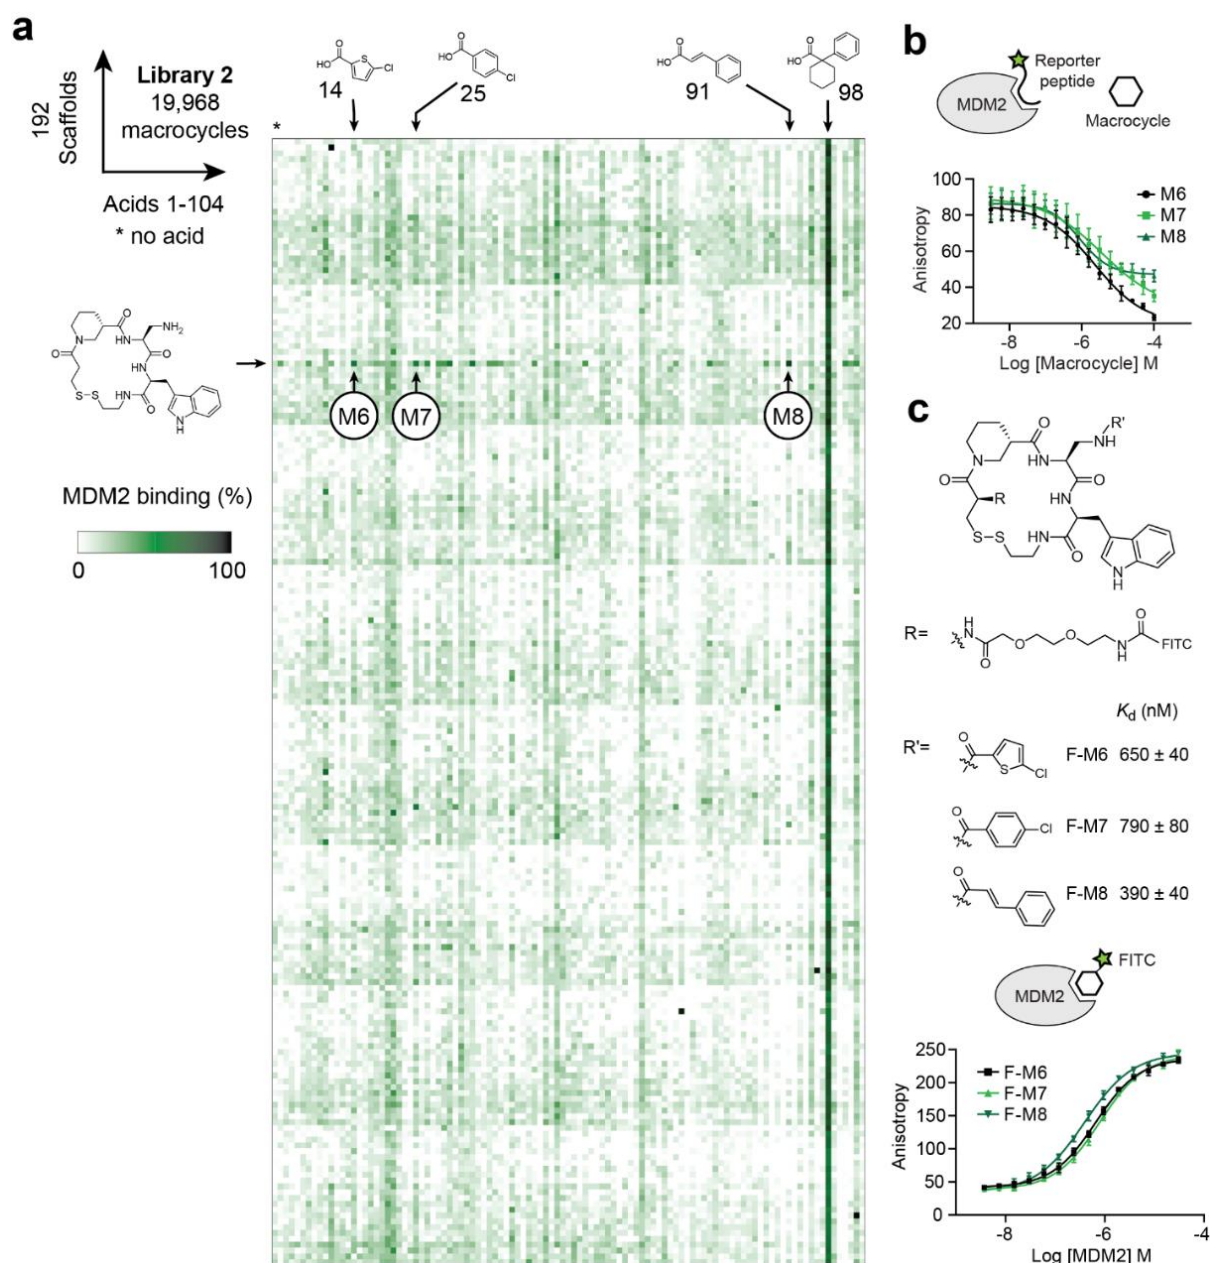 a
192
Scaffolds
Library 2
19,968
macrocycles
Acids 1-104
* no acid
O
HO
S
Cl
14
O
HO
Cl
25
O
HO
91
O
HO
98
*
O
N
O
HN
NH2
O
HN
S-S
NH
O
N
H
M6
M7
M8
MDM2 binding (%)
0
100
b
MDM2
Reporter
peptide
Macrocycle
100
80
60
40
20
Anisotropy
M6
M7
M8
-8
-6
-4
Log [Macrocycle] M
c
O
R'
HN
N
HN
O
O
R
HN
S-S
NH
O
N
H
R=
H
N
O
O
O
N
H
O
FITC
Kd (nM)
R'=
O
S
Cl
F-M6 650 ± 40
O
Cl
F-M7 790 ± 80
O
F-M8 390 ± 40
MDM2
FITC
250
200
150
100
50
0
Anisotropy
F-M6
F-M7
F-M8
-8
-6
-4
Log [MDM2] M